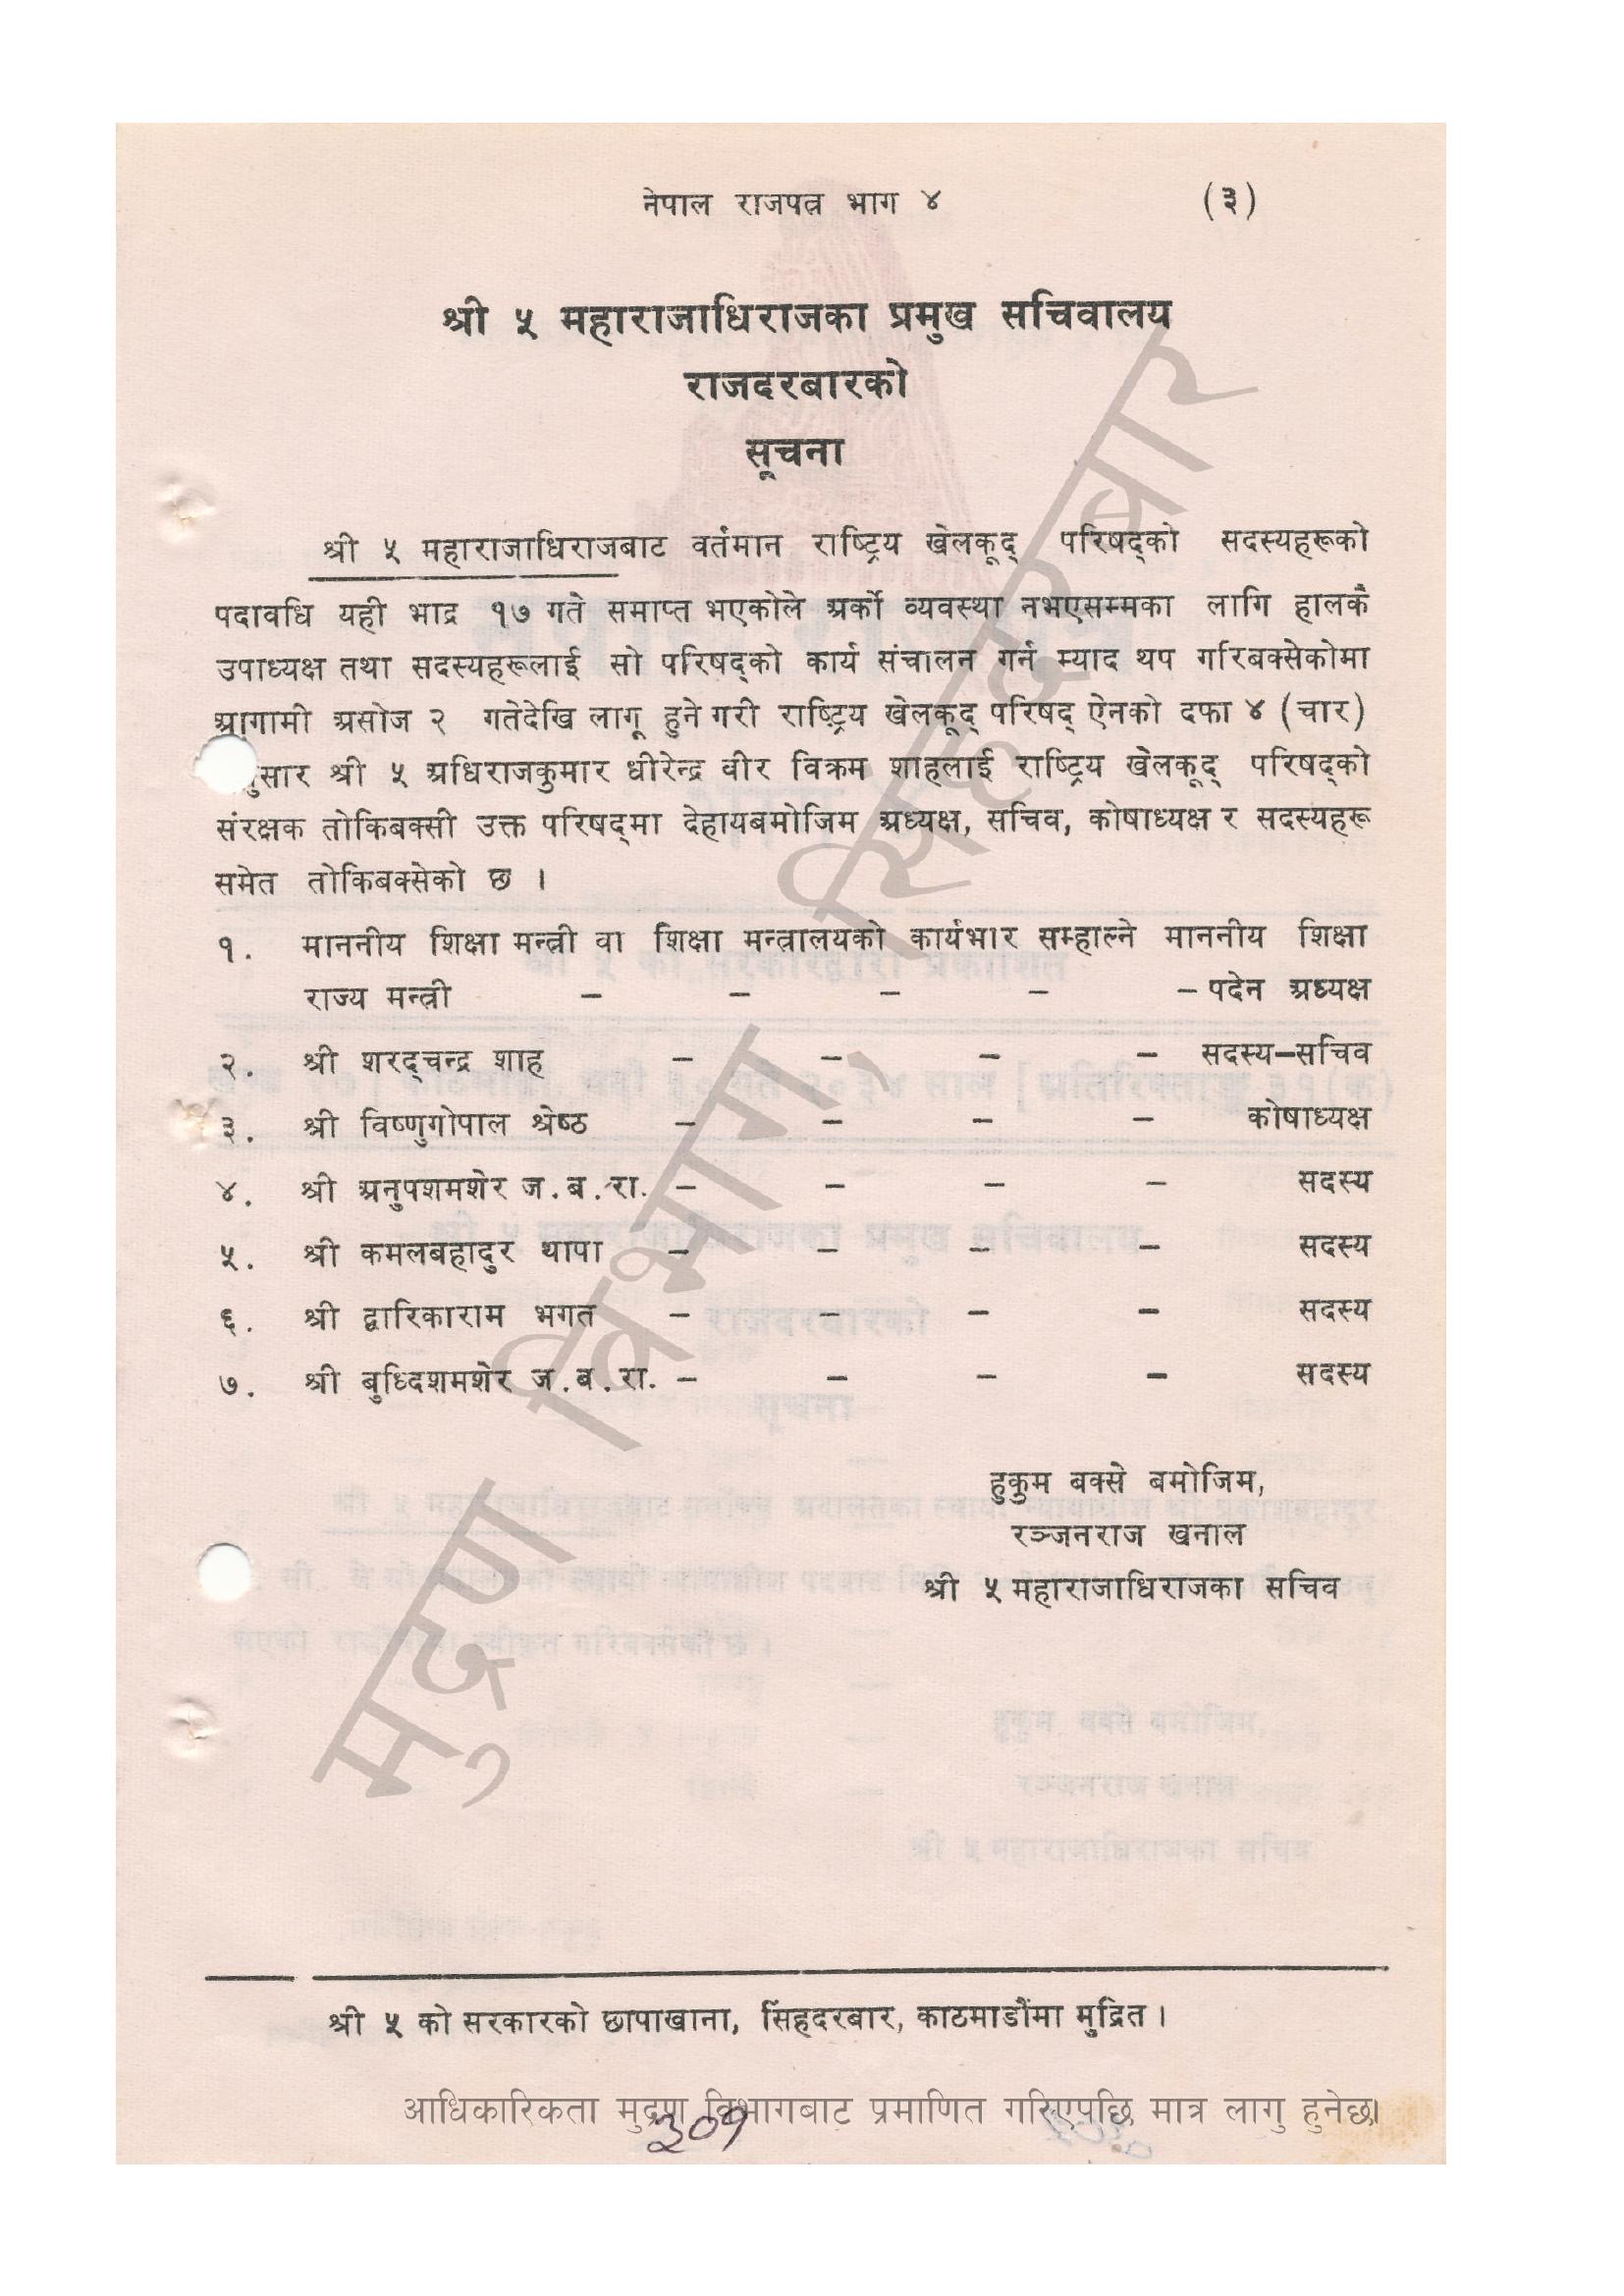 नेपाल राजपत्र भाग ४ (३)
श्री ५ महाराजाधिराजका प्रमुख सचिवालय
राजदरबारको
सूचना
श्री ५ महाराजाधिराजबाट वर्तमान राष्ट्रिय खेलकूद् परिषद्को सदस्यहरूको
पदावधि यही भाद्र १७ गते समाप्त भएकोले अर्को व्यवस्था नभएसम्मका लागि हालकै
उपाध्यक्ष तथा सदस्यहरूलाई सो परिषद्को कार्य संचालन गर्न म्याद थप गरिबक्सेकोमा
आगामी असोज २ गतेदेखि लागू हुने गरी राष्ट्रिय खेलकूद् परिषद् ऐनको दफा ४ (चार)
नुसार श्री ५ अधिराजकुमार धीरेन्द्र वीर विक्रम शाहलाई राष्ट्रिय खेलकूद् परिषद्को
संरक्षक तोकिबक्सी उक्त परिषद्मा देहायबमोजिम अध्यक्ष, सचिव, कोषाध्यक्ष र सदस्यहरू
समेत तोकिबक्सेको छ ।
१. माननीय शिक्षा मन्त्री वा शिक्षा मन्त्रालयको कार्यभार सम्हाल्ने माननीय शिक्षा
राज्य मन्त्री – – – – – पदेन अध्यक्ष
२. श्री शरद्चन्द्र शाह – – – – सदस्य–सचिव
३. श्री विष्णुगोपाल श्रेष्ठ – – – – कोषाध्यक्ष
४. श्री अनुपशमशेर ज.ब.रा. – – – – सदस्य
५. श्री कमलबहादुर थापा – – – – सदस्य
६. श्री द्वारिकाराम भगत – – – – सदस्य
७. श्री बुध्दिशमशेर ज.ब.रा. – – – – सदस्य
हुकुम बक्से बमोजिम,
रञ्जनराज खनाल
श्री ५ महाराजाधिराजका सचिव
श्री ५ को सरकारको छापाखाना, सिंहदरबार, काठमाडौंमा मुद्रित ।
आधिकारिकता मुद्रण विभागबाट प्रमाणित गरिएपछि मात्र लागु हुनेछ।
३०१
मुद्रण विभाग, सिंहदरबार